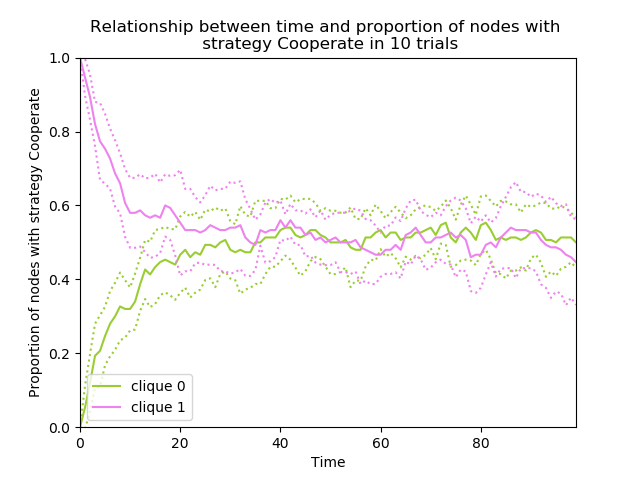 Relationship between time and proportion of nodes with
strategy Cooperate in 10 trials
Proportion of nodes with strategy Cooperate
1.0
0.8
0.6
0.4
0.2
0.0
clique 0
clique 1
0
20
40
60
80
Time